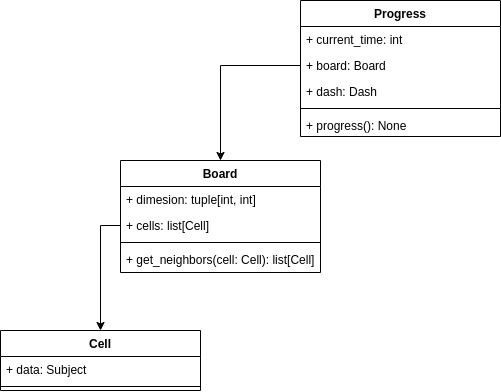 Progress
+ current_time: int
+ board: Board
+ dash: Dash
+ progress(): None
Board
+ dimesion: tuple[int, int]
+ cells: list[Cell]
+ get_neighbors(cell: Cell): list[Cell]
Cell
+ data: Subject